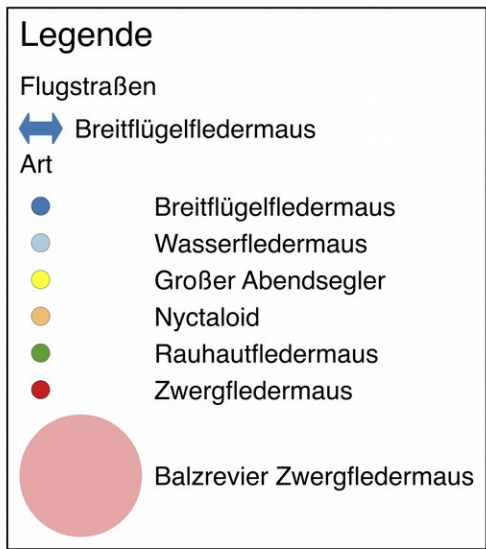 Legende
Flugstraßen
Breitflügelfledermaus
Art
Breitflügelfledermaus
Wasserfledermaus
Großer Abendsegler
Nyctaloid
Rauhautfledermaus
Zwergfledermaus
Balzrevier Zwergfledermaus